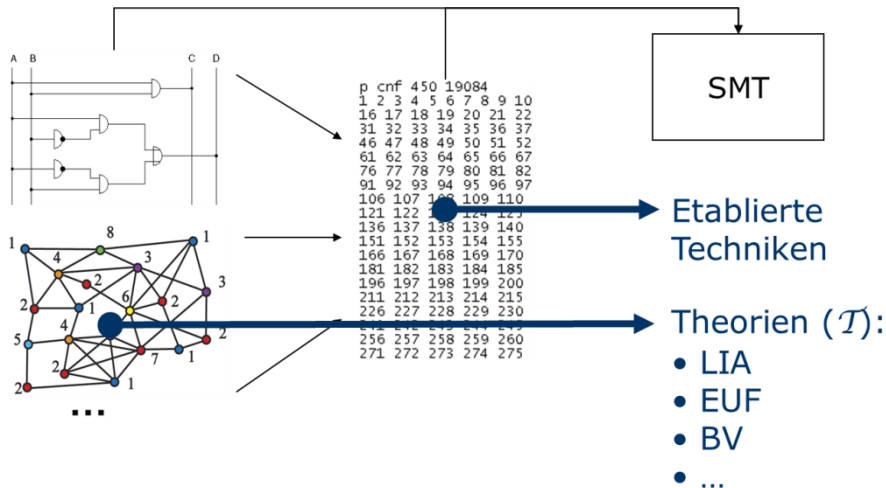 A B C D
SMT
p cnf 450 19084
1 2 3 4 5 6 7 8 9 10
16 17 18 19 20 21 22
31 32 33 34 35 36 37
46 47 48 49 50 51 52
61 62 63 64 65 66 67
76 77 78 79 80 81 82
91 92 93 94 95 96 97
106 107 109 110
121 122
136 137 138 139 140
151 152 153 154 155
166 167 168 169 170
181 182 183 184 185
196 197 198 199 200
211 212 213 214 215
226 227 228 229 230
256 257 258 259 260
271 272 273 274 275
8
1
1
4
3
2
3
6
2
2
1
4
2
5
7
1
2
2
1
...
Etablierte
Techniken
Theorien (𝒯):
• LIA
• EUF
• BV
• ...